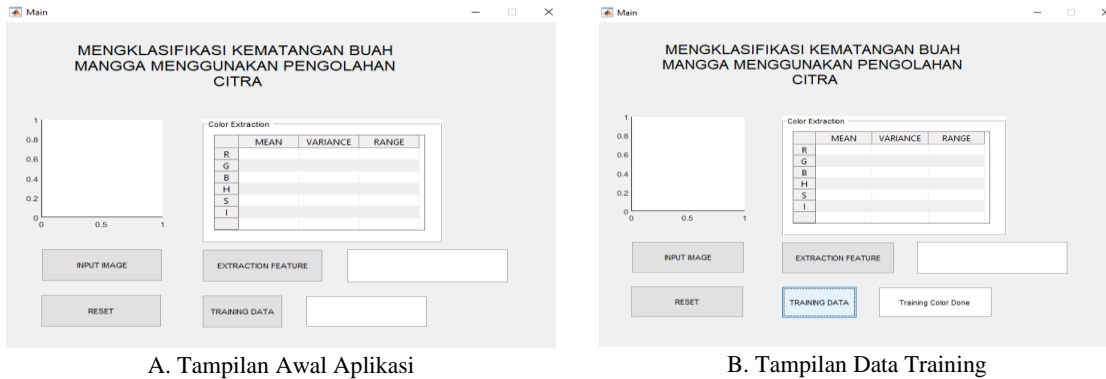 Main
MENGKLASIFIKASI KEMATANGAN BUAH
MANGGA MENGGUNAKAN PENGOLAHAN
CITRA
1
0.8
0.6
0.4
0.2
0
0 0.5 1
Color Extraction
MEAN VARIANCE RANGE
R
G
B
H
S
I
INPUT IMAGE
EXTRACTION FEATURE
RESET
TRAINING DATA
A. Tampilan Awal Aplikasi
Main
MENGKLASIFIKASI KEMATANGAN BUAH
MANGGA MENGGUNAKAN PENGOLAHAN
CITRA
1
0.8
0.6
0.4
0.2
0
0 0.5 1
Color Extraction
MEAN VARIANCE RANGE
R
G
B
H
S
I
INPUT IMAGE
EXTRACTION FEATURE
RESET
TRAINING DATA
Training Color Done
B. Tampilan Data Training